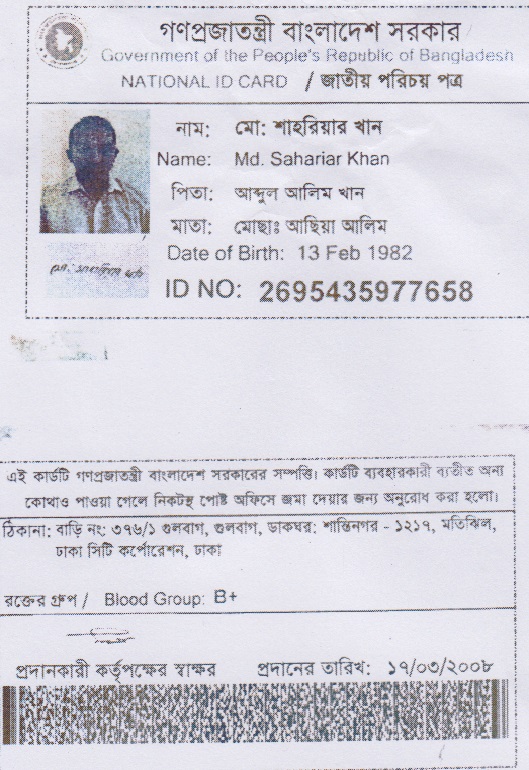 গণপ্রজাতন্ত্রী বাংলাদেশ সরকার
Government of the People's Republic of Bangladesh
NATIONAL ID CARD / জাতীয় পরিচয় পত্র
নাম: মো: শাহরিয়ার খান
Name: Md. Sahariar Khan
পিতা: আব্দুল আলিম খান
মাতা: মোছাঃ আছিয়া আলিম
Date of Birth: 13 Feb 1982
ID NO: 2695435977658
এই কার্ডটি গণপ্রজাতন্ত্রী বাংলাদেশ সরকারের সম্পত্তি। কার্ডটি ব্যবহারকারী ব্যতীত অন্য
কোথাও পাওয়া গেলে নিকটস্থ পোষ্ট অফিসে জমা দেয়ার জন্য অনুরোধ করা হলো।
ঠিকানা: বাড়ি নং: ৩৭৬/১ গুলবাগ, গুলবাগ, ডাকঘর: শান্তিনগর - ১২১৭, মতিঝিল,
ঢাকা সিটি কর্পোরেশন, ঢাকা
রক্তের গ্রুপ / Blood Group: B+
প্রদানকারী কর্তৃপক্ষের স্বাক্ষর প্রদানের তারিখ: ১৭/০৩/২০০৮